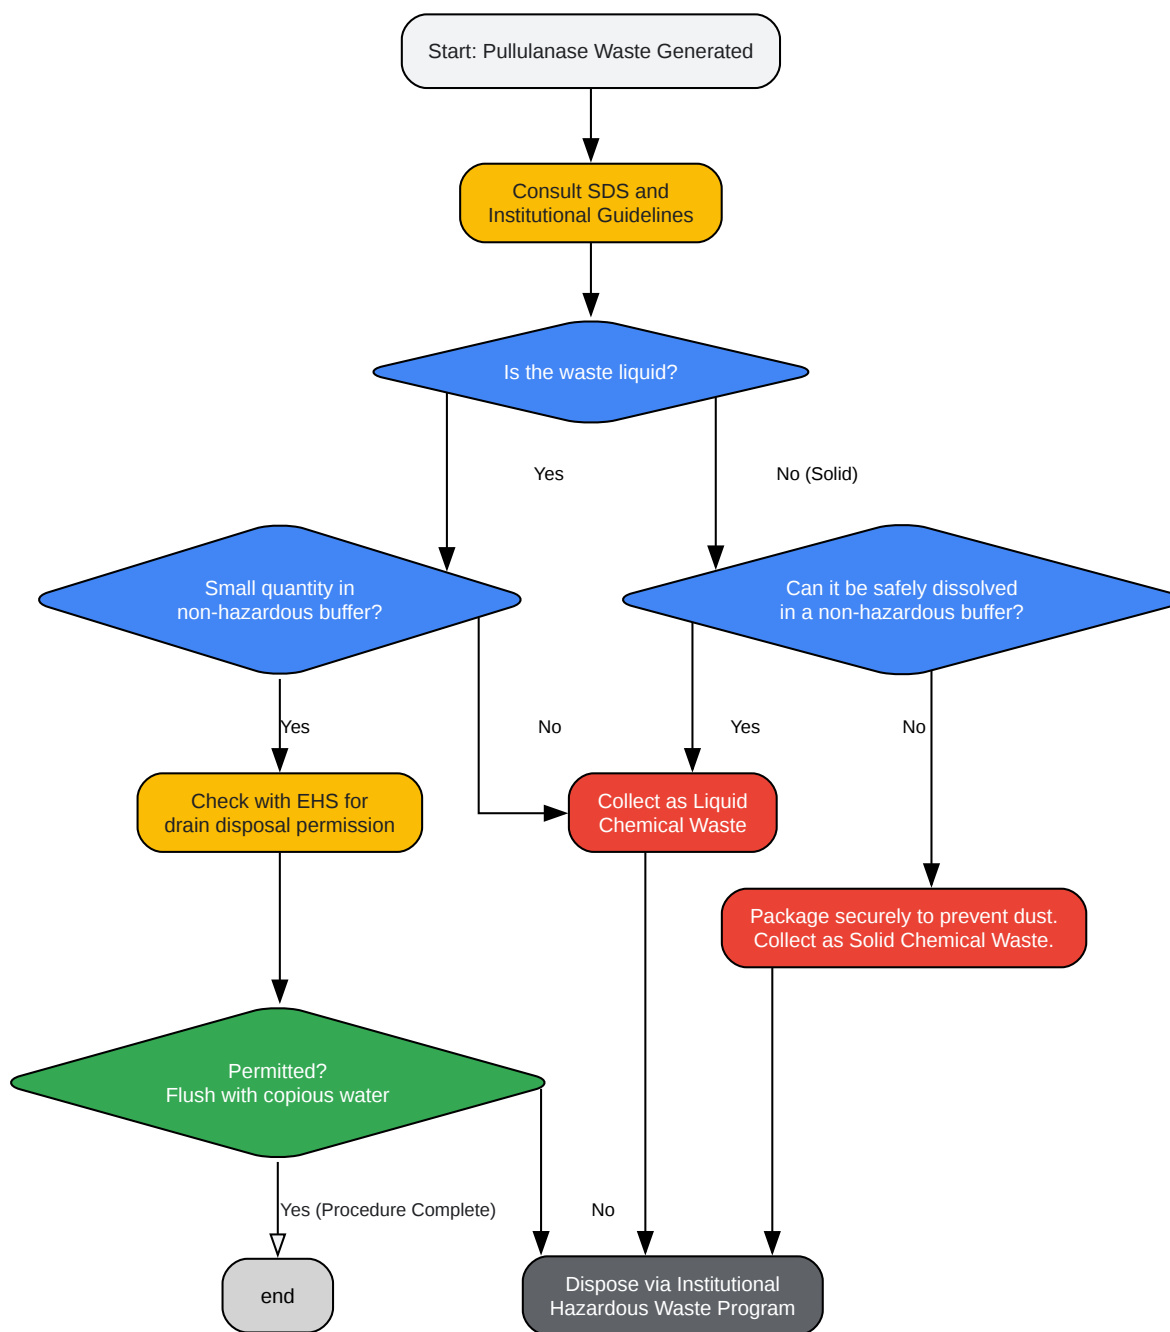 Start: Pullulanase Waste Generated
Consult SDS and
Institutional Guidelines
Is the waste liquid?
Yes
No (Solid)
Small quantity in
non-hazardous buffer?
Can it be safely dissolved
in a non-hazardous buffer?
Yes
No
Yes
No
Check with EHS for
drain disposal permission
Collect as Liquid
Chemical Waste
Package securely to prevent dust.
Collect as Solid Chemical Waste.
Permitted?
Flush with copious water
Yes (Procedure Complete)
No
end
Dispose via Institutional
Hazardous Waste Program